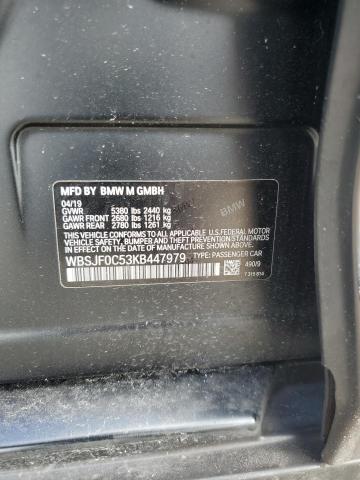 MFD BY BMW M GMBH
04/19
GVWR 5380 lbs 2440 kg
GAWR FRONT 2680 lbs 1216 kg
GAWR REAR 2780 lbs 1261 kg
THIS VEHICLE CONFORMS TO ALL APPLICABLE U.S. FEDERAL MOTOR
VEHICLE SAFETY, BUMPER, AND THEFT PREVENTION STANDARDS
IN EFFECT ON THE DATE OF MANUFACTURE SHOWN ABOVE.
WBSJF0C53KB447979 TYPE: PASSENGER CAR
490/9
BMW